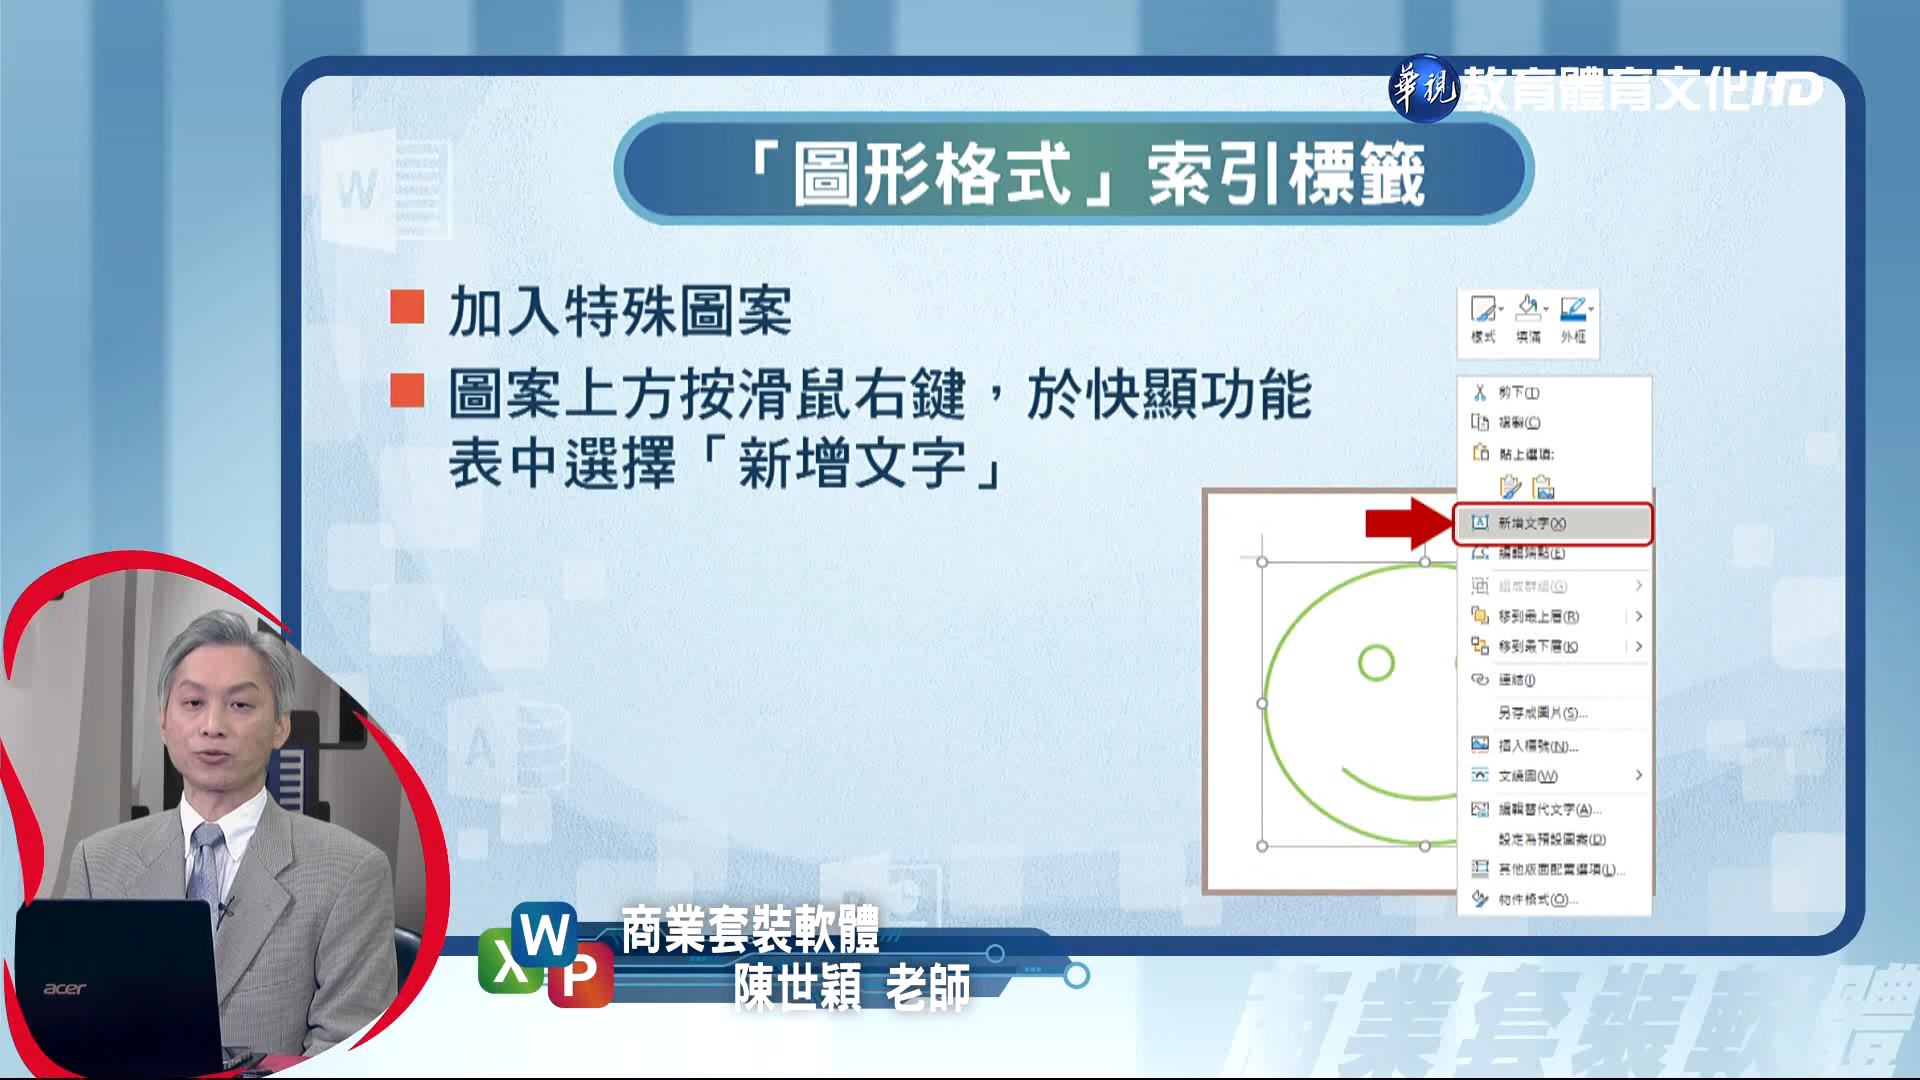 華視 教育體育文化HD
「圖形格式」索引標籤
加入特殊圖案
圖案上方按滑鼠右鍵，於快顯功能
表中選擇「新增文字」
樣式 填滿 外框
剪下(T)
複製(C)
貼上選項:
新增文字(X)
編輯端點(E)
組成群組(G)
移到最上層(R)
移到最下層(K)
連結(I)
另存成圖片(S)...
插入標號(N)...
文繞圖(W)
編輯替代文字(A)...
設定為預設圖案(D)
其他版面配置選項(L)...
物件格式(O)...
acer
W
X
P
商業套裝軟體
陳世穎 老師
商業套裝軟體
W
A